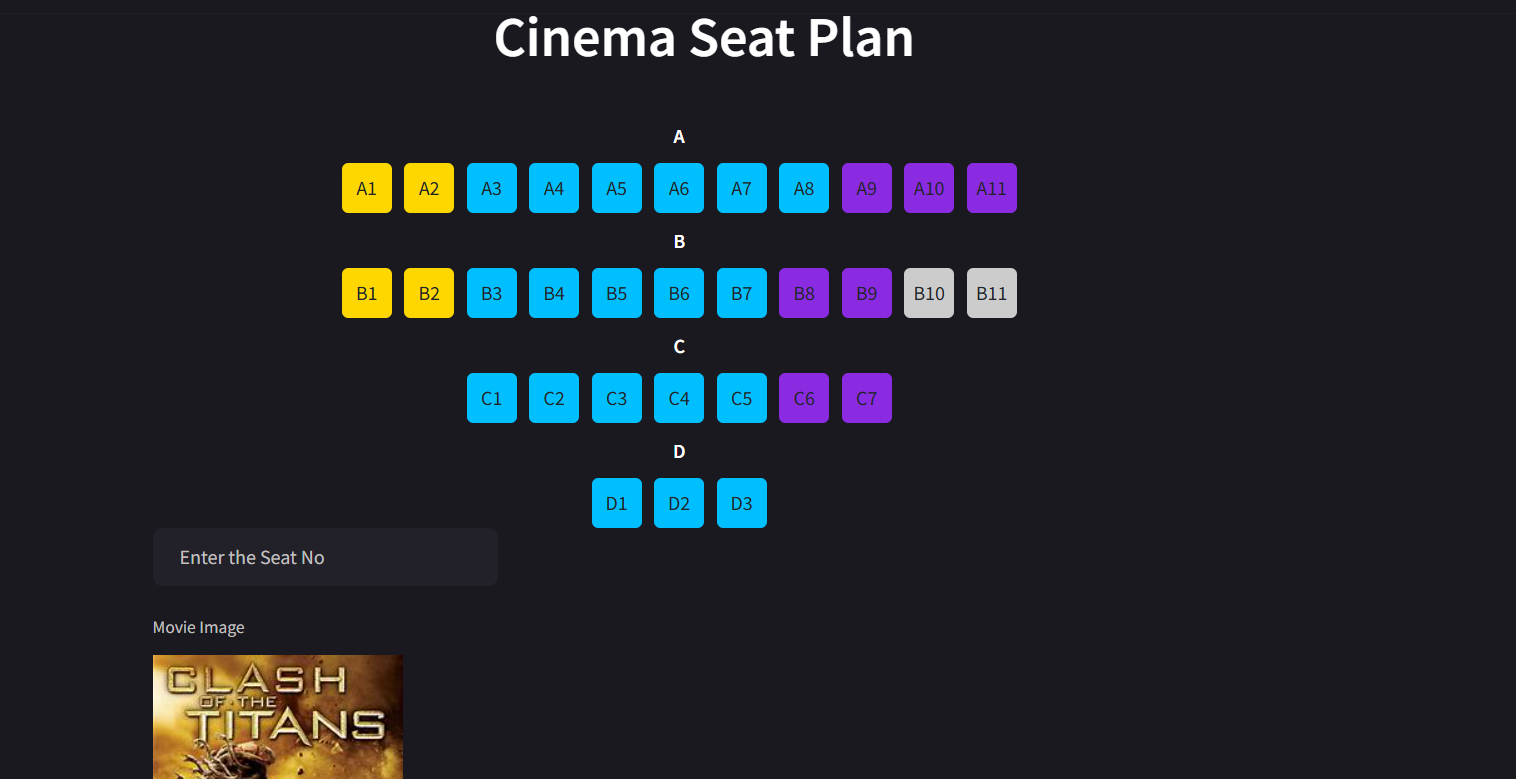 Cinema Seat Plan
A
A1 A2 A3 A4 A5 A6 A7 A8 A9 A10 A11
B
B1 B2 B3 B4 B5 B6 B7 B8 B9 B10 B11
C
C1 C2 C3 C4 C5 C6 C7
D
D1 D2 D3
Enter the Seat No
Movie Image
CLASH
OF THE
TITANS